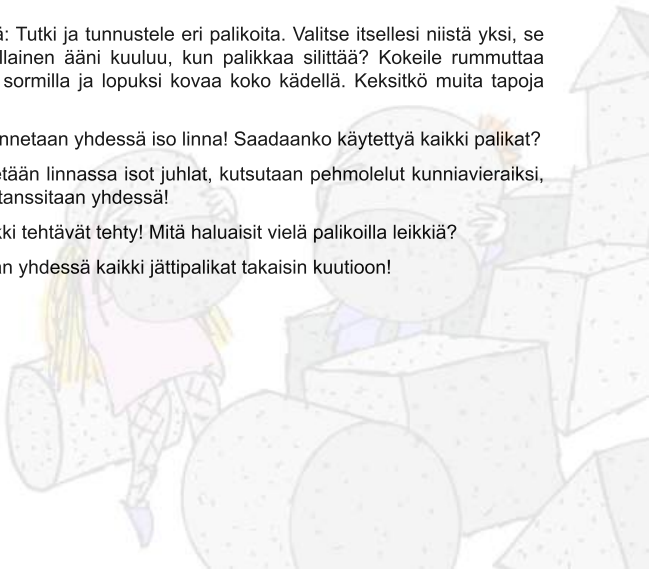 ä: Tutki ja tunnustele eri palikoita. Valitse itsellesi niistä yksi, se
llainen ääni kuuluu, kun palikkaa silittää? Kokeile rummuttaa
sormilla ja lopuksi kovaa koko kädellä. Keksitkö muita tapoja
nnetaan yhdessä iso linna! Saadaanko käytettyä kaikki palikat?
etään linnassa isot juhlat, kutsutaan pehmolelut kunniavieraiksi,
tanssitaan yhdessä!
ki tehtävät tehty! Mitä haluaisit vielä palikoilla leikkiä?
n yhdessä kaikki jättipalikat takaisin kuutioon!